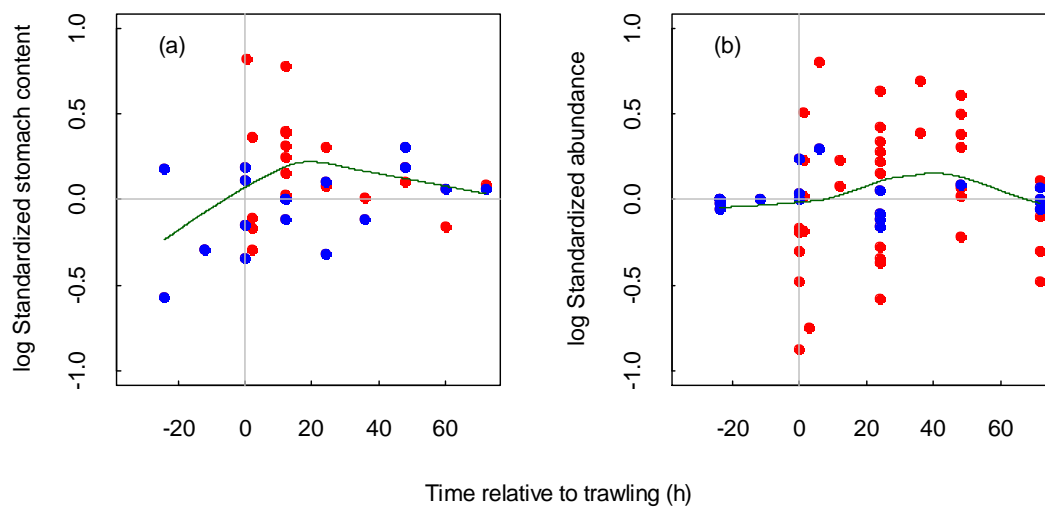 (a)
log Standardized stomach content
1.0
0.5
0.0
-0.5
-1.0
-20 0 20 40 60
(b)
log Standardized abundance
1.0
0.5
0.0
-0.5
-1.0
-20 0 20 40 60
Time relative to trawling (h)